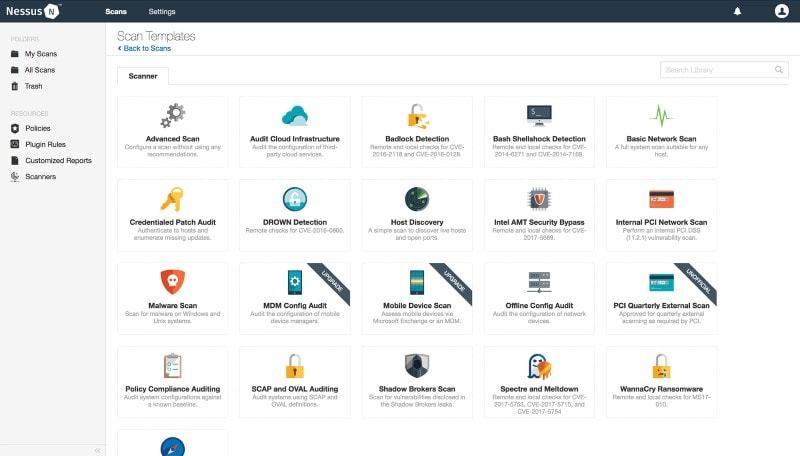 Nessus N
Scans
Settings
FOLDERS
My Scans
All Scans
Trash
RESOURCES
Policies
Plugin Rules
Customized Reports
Scanners
Scan Templates
Back to Scans
Scanner
Search Library
Advanced Scan
Configure a scan without using any
recommendations.
Audit Cloud Infrastructure
Audit the configuration of third-
party cloud services.
Badlock Detection
Remote and local checks for CVE-
2016-2118 and CVE-2016-0128.
Bash Shellshock Detection
Remote and local checks for CVE-
2014-6271 and CVE-2014-7169.
Basic Network Scan
A full system scan suitable for any
host.
Credentialed Patch Audit
Authenticate to hosts and
enumerate missing updates.
DROWN Detection
Remote checks for CVE-2016-0800.
Host Discovery
A simple scan to discover live hosts
and open ports.
Intel AMT Security Bypass
Remote and local checks for CVE-
2017-5689.
Internal PCI Network Scan
Perform an internal PCI DSS
(11.2.1) vulnerability scan.
Malware Scan
Scan for malware on Windows and
Unix systems.
UPGRADE
MDM Config Audit
Audit the configuration of mobile
device managers.
UPGRADE
Mobile Device Scan
Assess mobile devices via
Microsoft Exchange or an MDM.
Offline Config Audit
Audit the configuration of network
devices.
UNOFFICIAL
PCI Quarterly External Scan
Approved for quarterly external
scanning as required by PCI.
Policy Compliance Auditing
Audit system configurations against
a known baseline.
SCAP and OVAL Auditing
Audit systems using SCAP and
OVAL definitions.
Shadow Brokers Scan
Scan for vulnerabilities disclosed in
the Shadow Brokers leaks.
Spectre and Meltdown
Remote and local checks for CVE-
2017-5753, CVE-2017-5715, and
CVE-2017-5754
WannaCry Ransomware
Remote and local checks for MS17-
010.